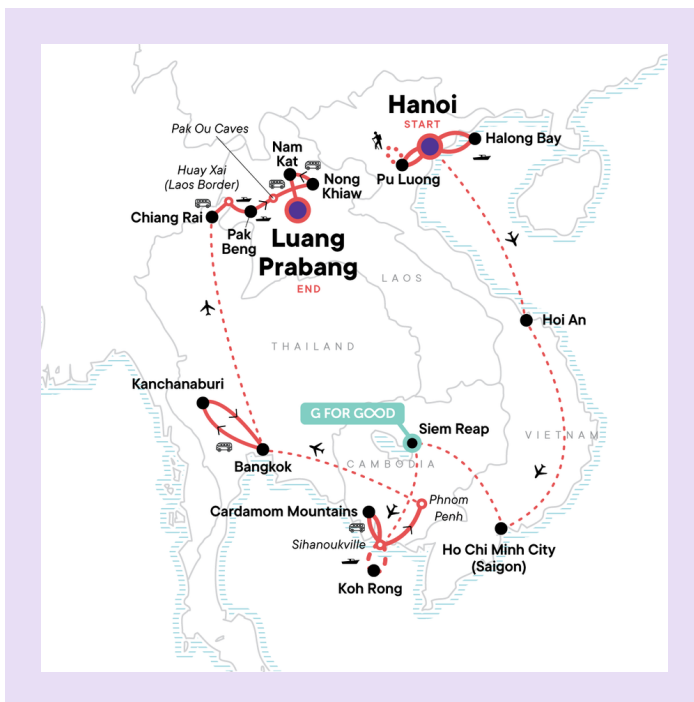 Hanoi
START
Pak Ou Caves
Halong Bay
Nam
Kat
Huay Xai
(Laos Border)
Nong
Khiaw
Pu Luong
Chiang Rai
Pak
Beng
Luang
Prabang
END
LAOS
Hoi An
THAILAND
Kanchanaburi
G FOR GOOD
Siem Reap
VIETNAM
Bangkok
CAMBODIA
Phnom
Penh
Cardamom Mountains
Sihanoukville
Ho Chi Minh City
(Saigon)
Koh Rong